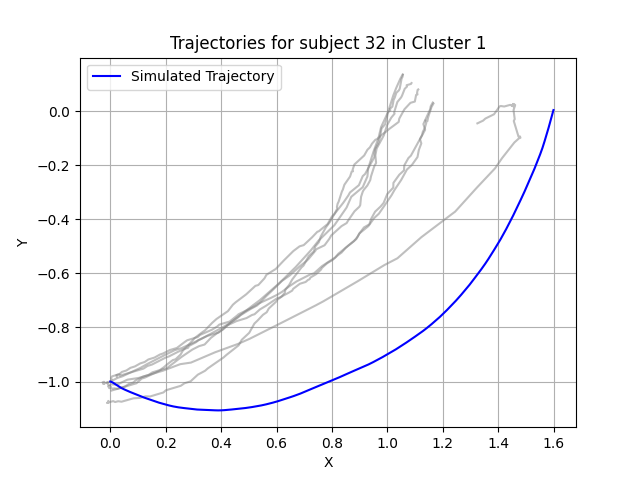 Trajectories for subject 32 in Cluster 1
Simulated Trajectory
Y
0.0
−0.2
−0.4
−0.6
−0.8
−1.0
0.0 0.2 0.4 0.6 0.8 1.0 1.2 1.4 1.6
X